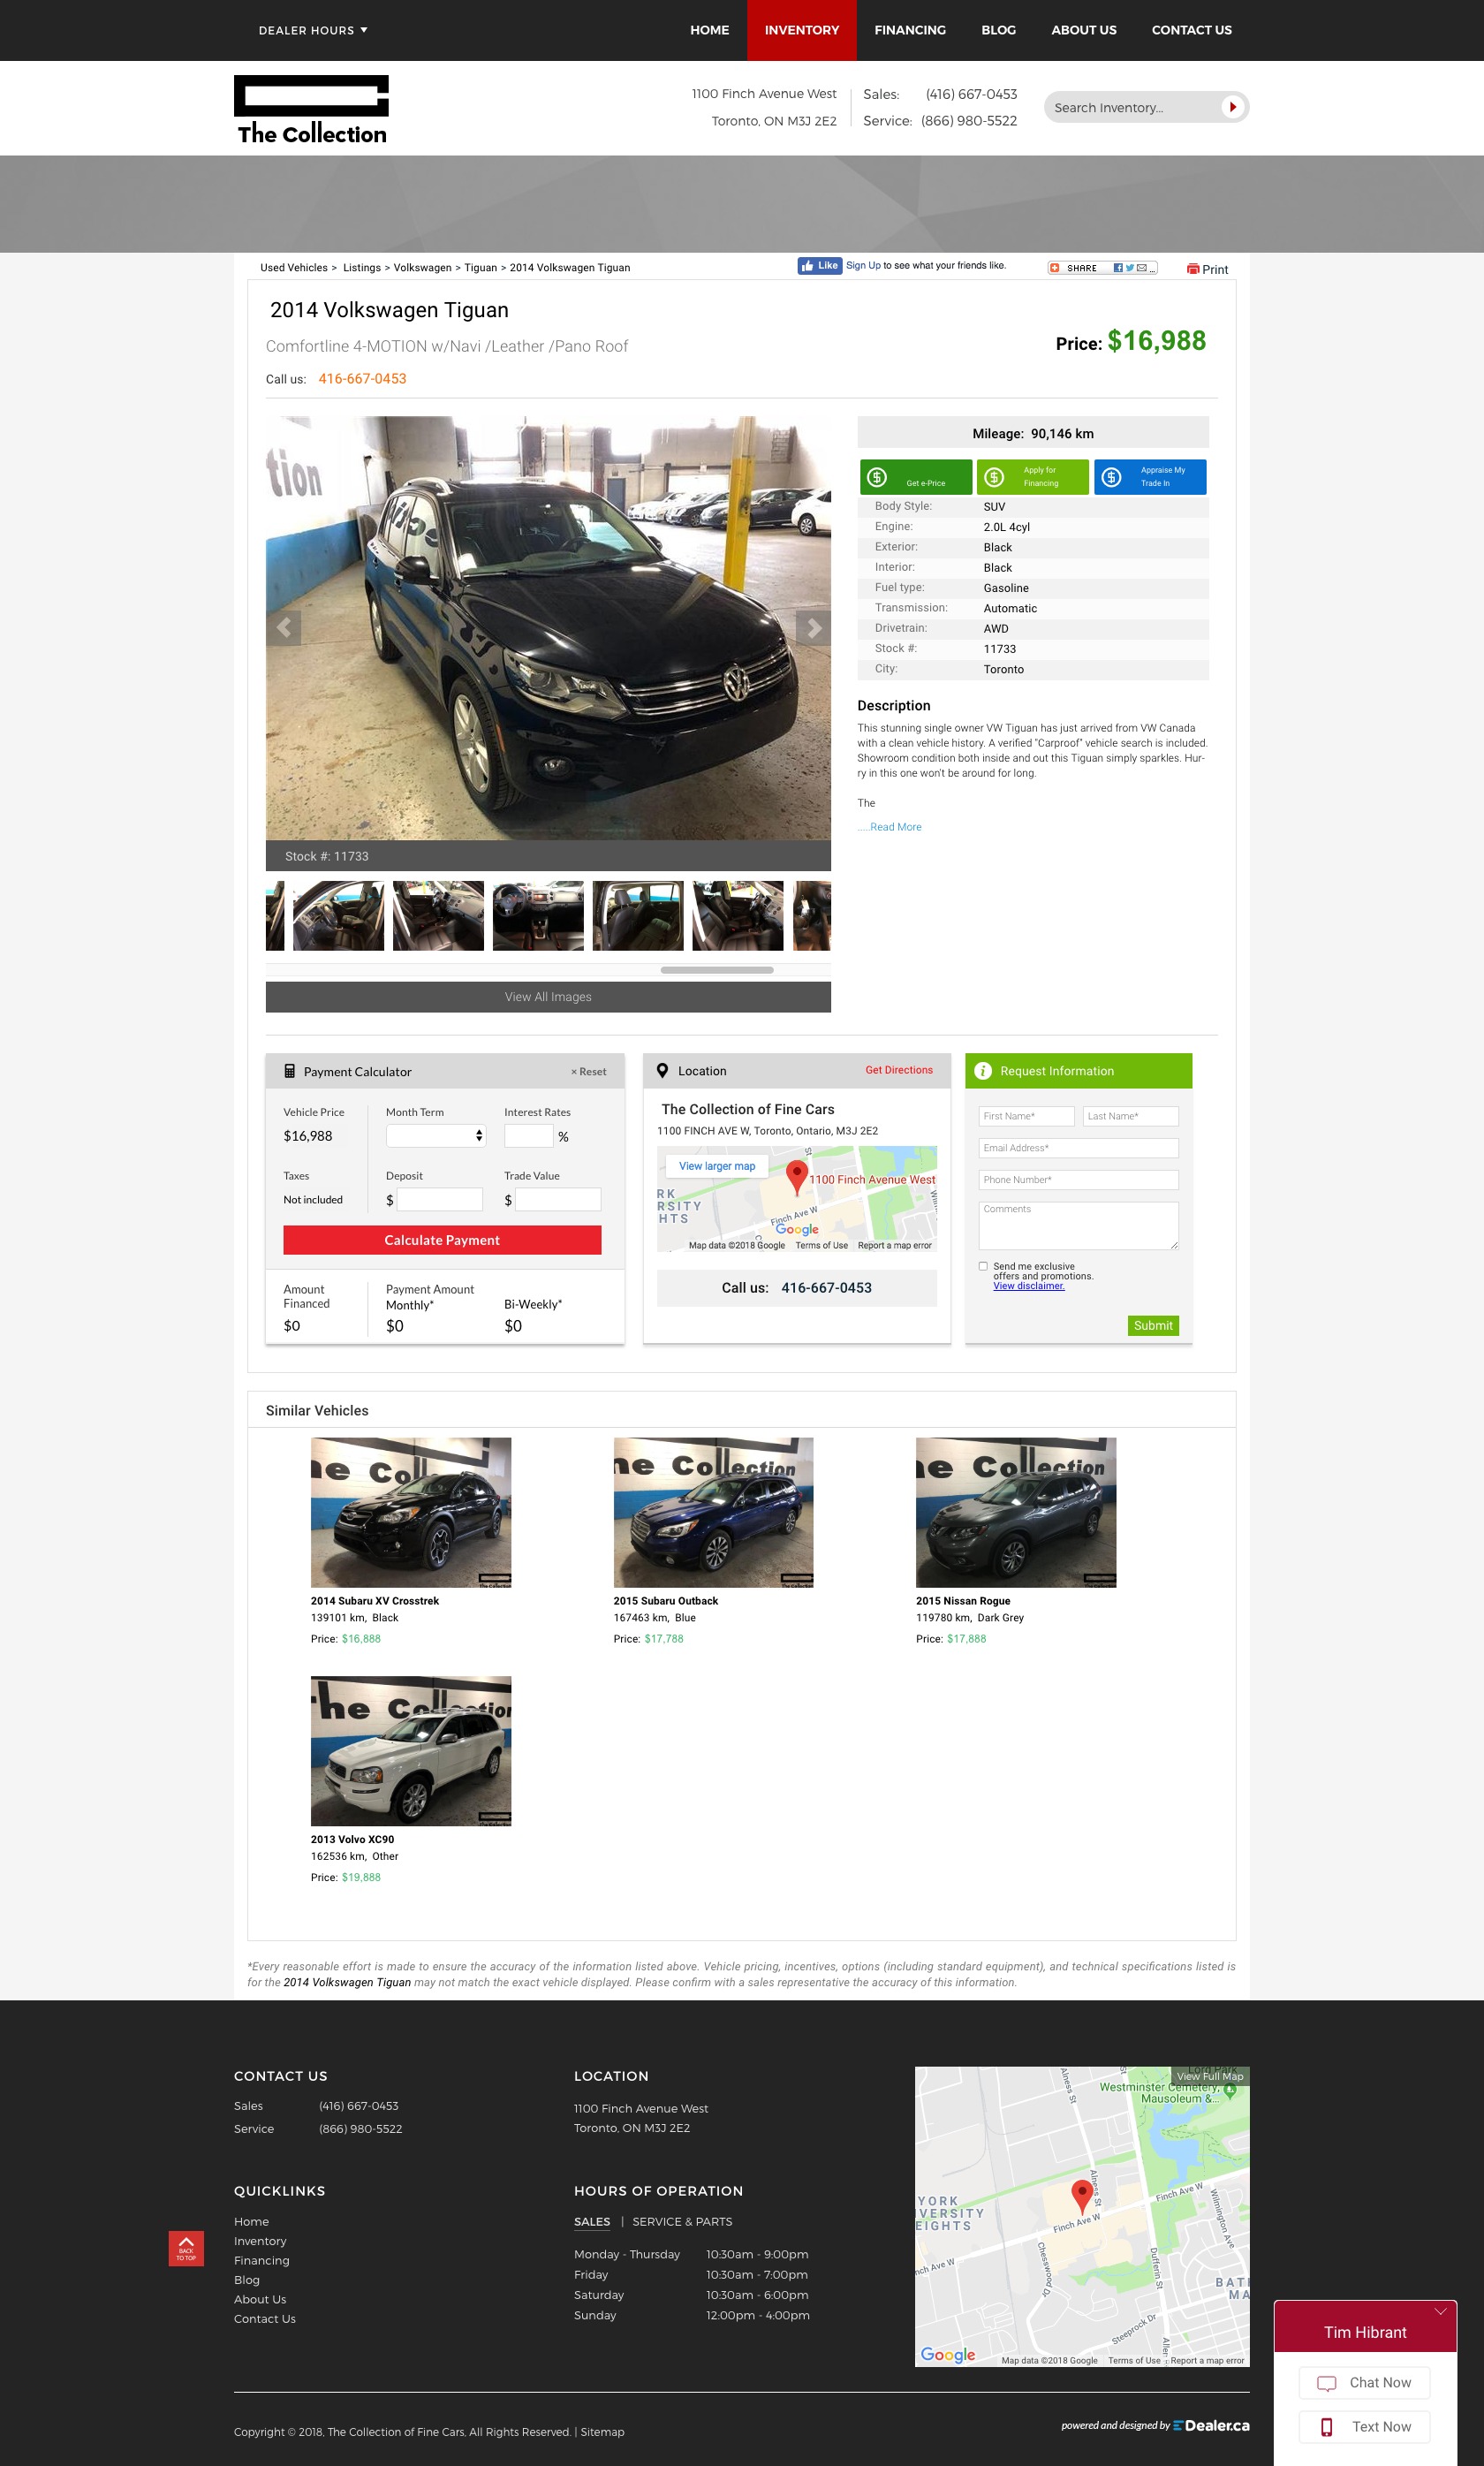 DEALER HOURS
HOME
INVENTORY
FINANCING
BLOG
ABOUT US
CONTACT US
The Collection
1100 Finch Avenue West
Toronto, ON M3J 2E2
Sales: (416) 667-0453
Service: (866) 980-5522
Search Inventory...
Used Vehicles > Listings > Volkswagen > Tiguan > 2014 Volkswagen Tiguan
Like Sign Up to see what your friends like.
SHARE
Print
2014 Volkswagen Tiguan
Comfortline 4-MOTION w/Navi /Leather /Pano Roof
Price: $16,988
Call us: 416-667-0453
tion
Stock #: 11733
View All Images
Mileage: 90,146 km
Get e-Price
Apply for
Financing
Appraise My
Trade In
Body Style: SUV
Engine: 2.0L 4cyl
Exterior: Black
Interior: Black
Fuel type: Gasoline
Transmission: Automatic
Drivetrain: AWD
Stock #: 11733
City: Toronto
Description
This stunning single owner VW Tiguan has just arrived from VW Canada
with a clean vehicle history. A verified "Carproof" vehicle search is included.
Showroom condition both inside and out this Tiguan simply sparkles. Hur-
ry in this one won't be around for long.
The
.....Read More
Payment Calculator
× Reset
Vehicle Price
$16,988
Month Term
Interest Rates
%
Taxes
Not included
Deposit
$
Trade Value
$
Calculate Payment
Amount
Financed
$0
Payment Amount
Monthly*
$0
Bi-Weekly*
$0
Location
Get Directions
The Collection of Fine Cars
1100 FINCH AVE W, Toronto, Ontario, M3J 2E2
View larger map
St
1100 Finch Avenue West
RK
RSITY
HTS
Finch Ave W
Google
Map data ©2018 Google Terms of Use Report a map error
Call us: 416-667-0453
Request Information
First Name*
Last Name*
Email Address*
Phone Number*
Comments
Send me exclusive
offers and promotions.
View disclaimer.
Submit
Similar Vehicles
2014 Subaru XV Crosstrek
139101 km, Black
Price: $16,888
2015 Subaru Outback
167463 km, Blue
Price: $17,788
2015 Nissan Rogue
119780 km, Dark Grey
Price: $17,888
2013 Volvo XC90
162536 km, Other
Price: $19,888
*Every reasonable effort is made to ensure the accuracy of the information listed above. Vehicle pricing, incentives, options (including standard equipment), and technical specifications listed is
for the 2014 Volkswagen Tiguan may not match the exact vehicle displayed. Please confirm with a sales representative the accuracy of this information.
CONTACT US
Sales (416) 667-0453
Service (866) 980-5522
LOCATION
1100 Finch Avenue West
Toronto, ON M3J 2E2
QUICKLINKS
Home
Inventory
Financing
Blog
About Us
Contact Us
BACK
TO TOP
HOURS OF OPERATION
SALES | SERVICE & PARTS
Monday - Thursday 10:30am - 9:00pm
Friday 10:30am - 7:00pm
Saturday 10:30am - 6:00pm
Sunday 12:00pm - 4:00pm
View Full Map
Westminster Cemetery,
Mausoleum &...
Alness St
Alness St
YORK
IVERSITY
EIGHTS
Finch Ave W
Finch Ave W
nch Ave W
Wilmington Ave
Chesswood Dr
Dufferin St
Steeprock Dr
BAT
MA
Google
Map data ©2018 Google Terms of Use Report a map error
Copyright © 2018, The Collection of Fine Cars, All Rights Reserved. | Sitemap
powered and designed by EDealer.ca
Tim Hibrant
Chat Now
Text Now